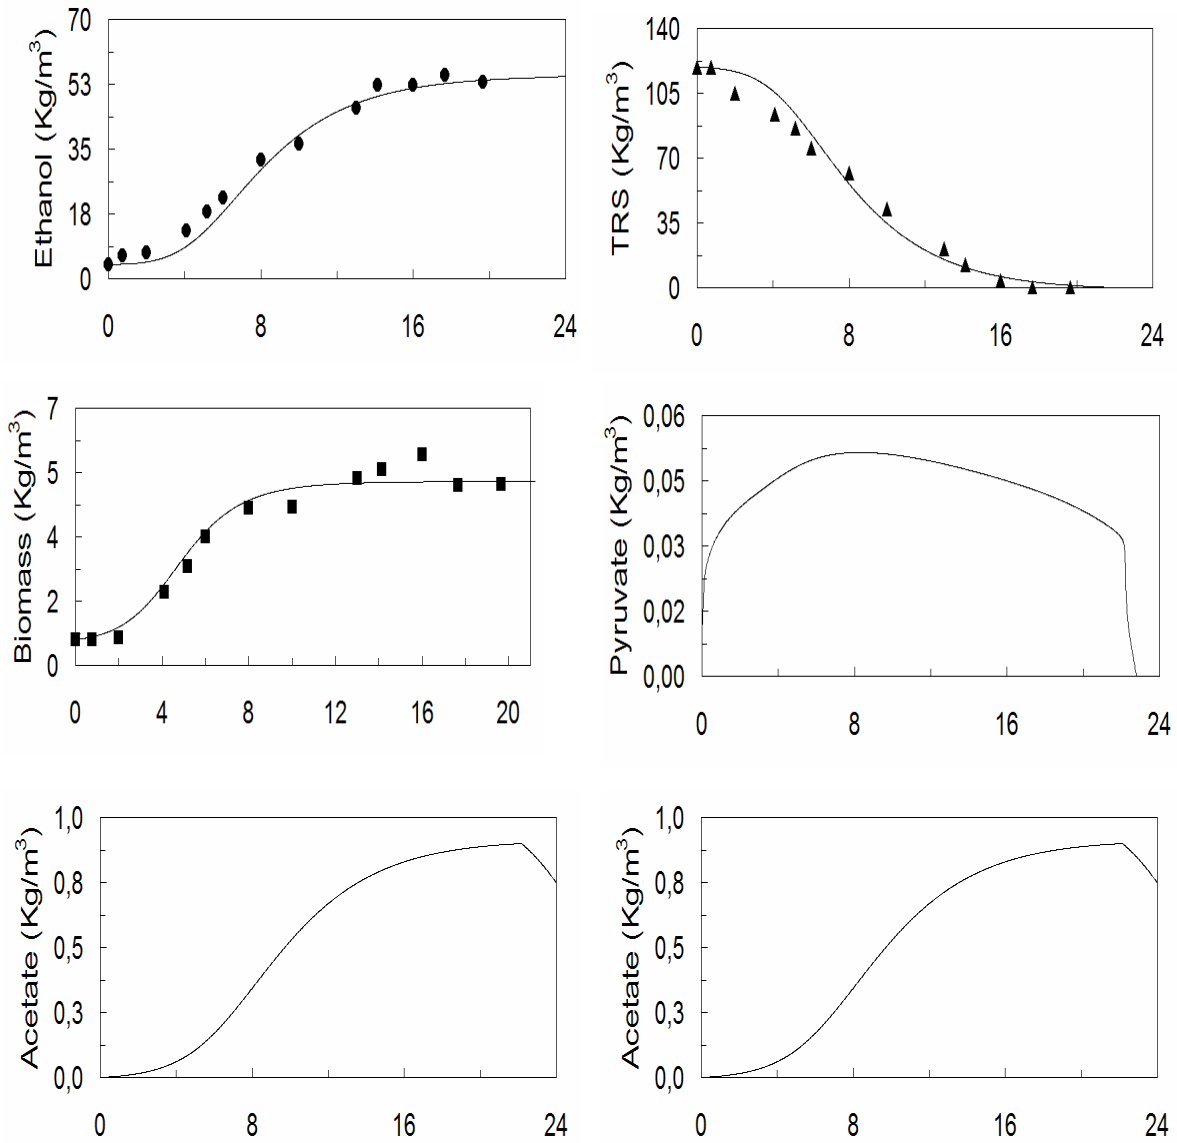 Ethanol (Kg/m³)
70
53
35
18
0
0 8 16 24
TRS (Kg/m³)
140
105
70
35
0
0 8 16 24
Biomass (Kg/m³)
7
5
4
2
0
0 4 8 12 16 20
Pyruvate (Kg/m³)
0,06
0,05
0,03
0,02
0,00
0 8 16 24
Acetate (Kg/m³)
1,0
0,8
0,5
0,3
0,0
0 8 16 24
Acetate (Kg/m³)
1,0
0,8
0,5
0,3
0,0
0 8 16 24